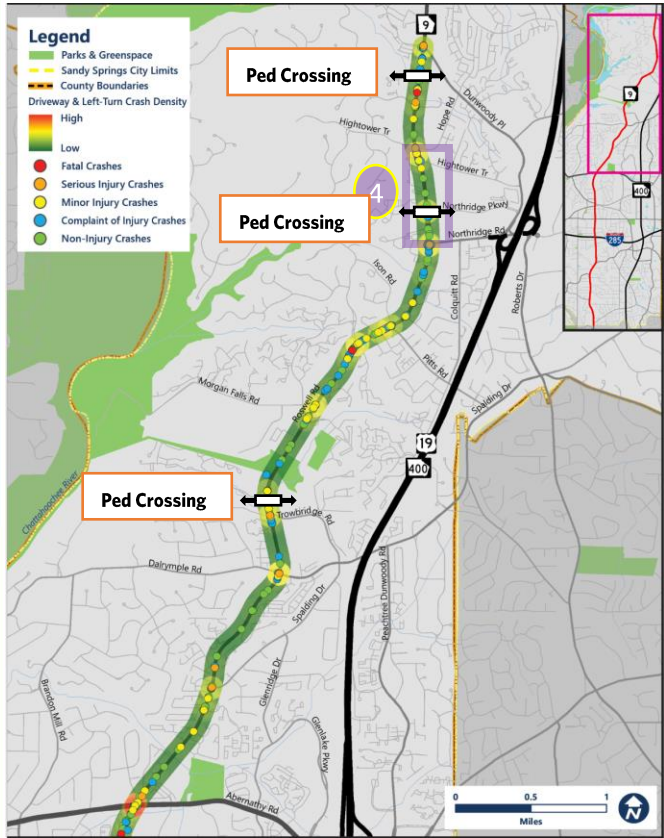 Legend
Parks & Greenspace
Sandy Springs City Limits
County Boundaries
Driveway & Left-Turn Crash Density
High
Low
Fatal Crashes
Serious Injury Crashes
Minor Injury Crashes
Complaint of Injury Crashes
Non-Injury Crashes
9
Ped Crossing
Dunwoody Pl
Hope Rd
Hightower Tr
Hightower Tr
4
Northridge Pkwy
Ped Crossing
Northridge Rd
Ison Rd
Colquitt Rd
Roberts Dr
Pitts Rd
Morgan Falls Rd
Roswell Rd
Spalding Dr
19
400
Chattahoochee River
Ped Crossing
Trowbridge Rd
Dalrymple Rd
Spalding Dr
Peachtree Dunwoody Rd
Glenridge Dr
Brandon Mill Rd
Glenlake Pkwy
Abernathy Rd
9
400
285
0 0.5 1
Miles
N